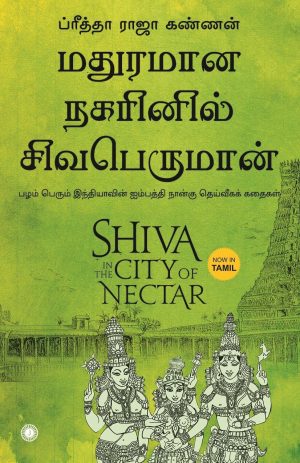 ப்ரீத்தா ராஜா கண்ணன்
மதுரமான
நகரினில்
சிவபெருமான்
பழம் பெரும் இந்தியாவின் ஐம்பத்தி நான்கு தெய்வீகக் கதைகள்
SHIVA
IN THE CITY OF
NECTAR
NOW IN
TAMIL